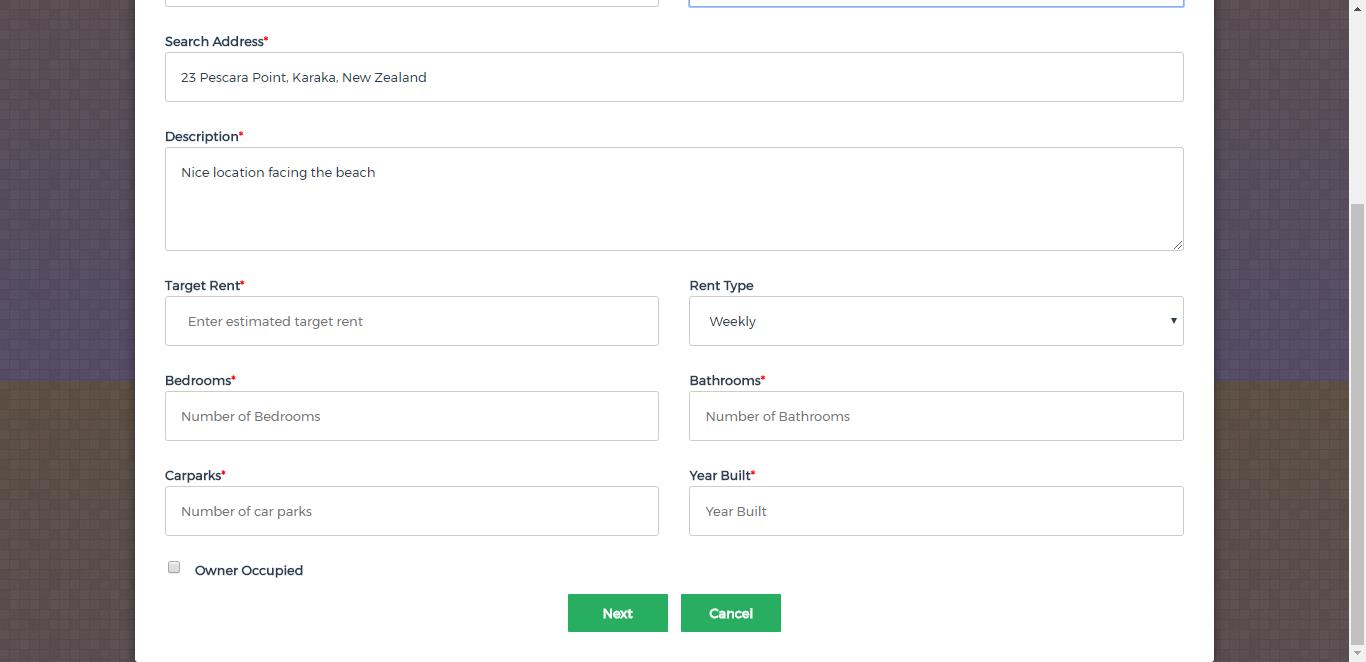 Search Address*
23 Pescara Point, Karaka, New Zealand
Description*
Nice location facing the beach
Target Rent*
Rent Type
Enter estimated target rent
Weekly
Bedrooms*
Bathrooms*
Number of Bedrooms
Number of Bathrooms
Carparks*
Year Built*
Number of car parks
Year Built
Owner Occupied
Next
Cancel